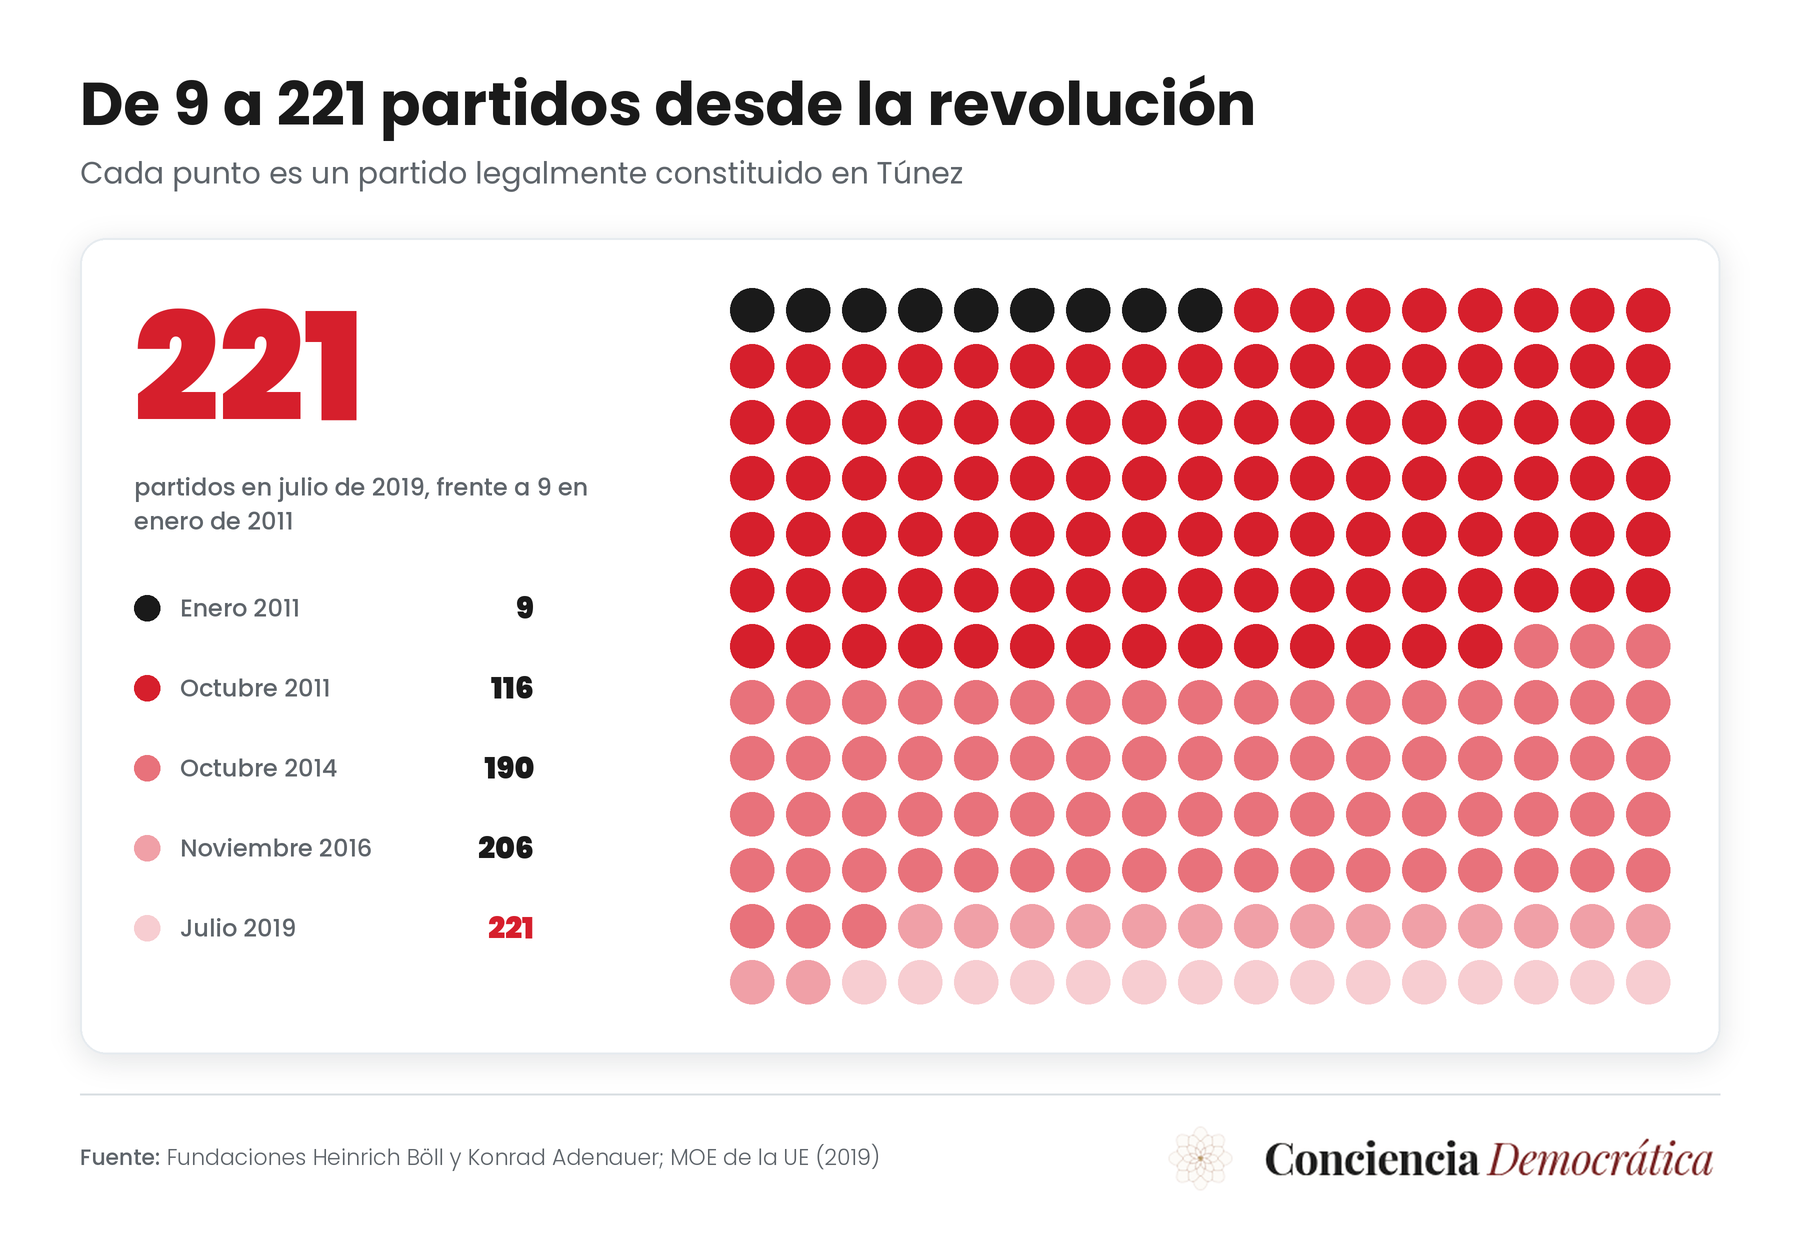 De 9 a 221 partidos desde la revolución
Cada punto es un partido legalmente constituido en Túnez
221
partidos en julio de 2019, frente a 9 en
enero de 2011
Enero 2011 9
Octubre 2011 116
Octubre 2014 190
Noviembre 2016 206
Julio 2019 221
Fuente: Fundaciones Heinrich Böll y Konrad Adenauer; MOE de la UE (2019)
Conciencia Democrática